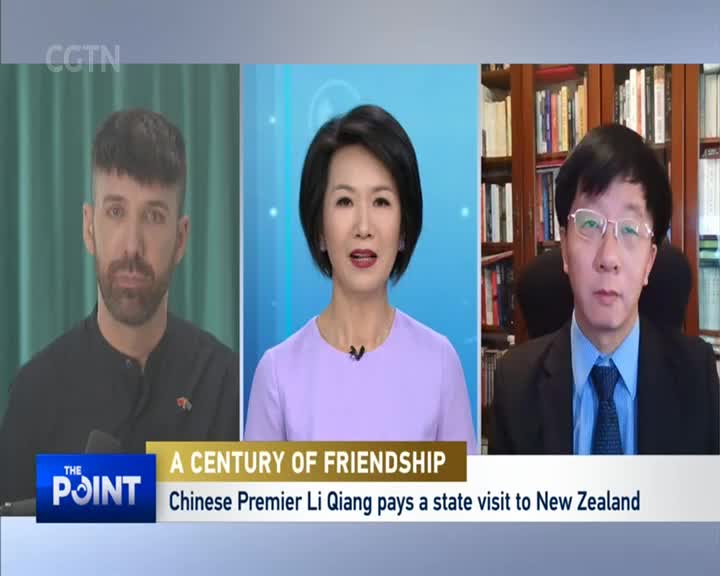 CGTN
THE
POINT
A CENTURY OF FRIENDSHIP
Chinese Premier Li Qiang pays a state visit to New Zealand